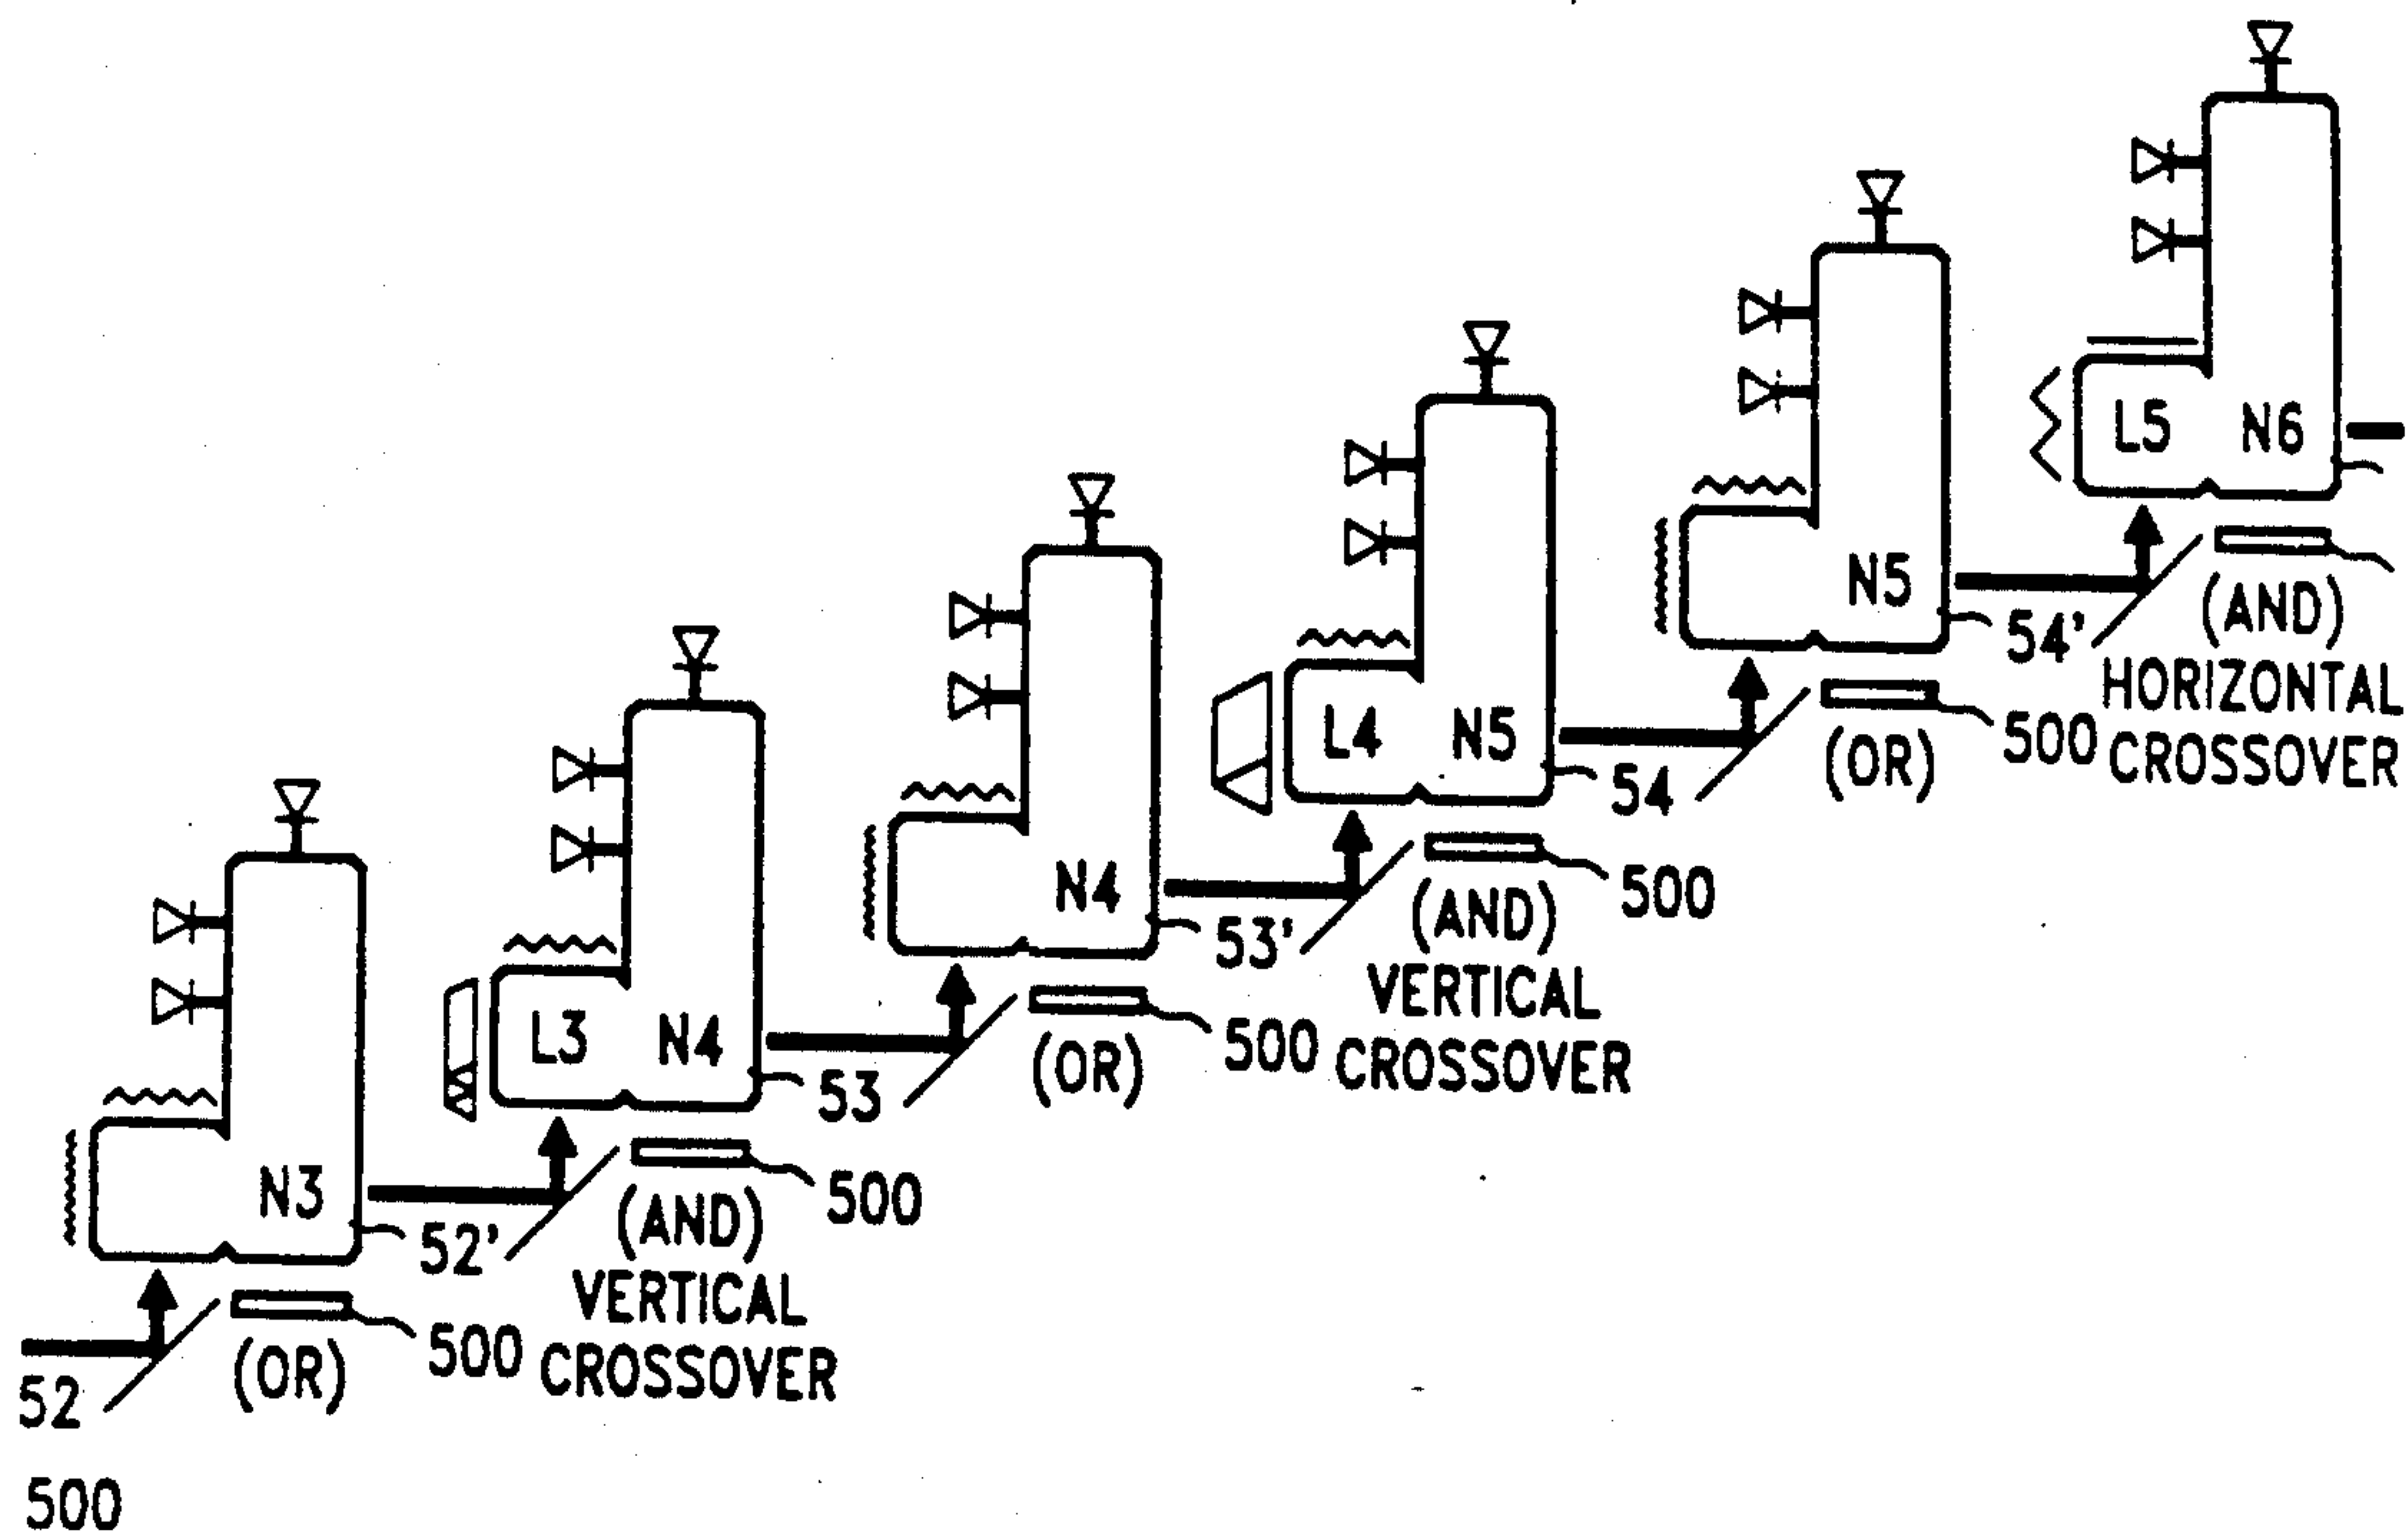 L5 N6
N5
54'
(AND)
HORIZONTAL
CROSSOVER
L4 N5
54
(OR)
500
N4
53'
(AND)
VERTICAL
CROSSOVER
500
L3 N4
53
(OR)
500
N3
52'
(AND)
VERTICAL
CROSSOVER
500
52
(OR)
500
500